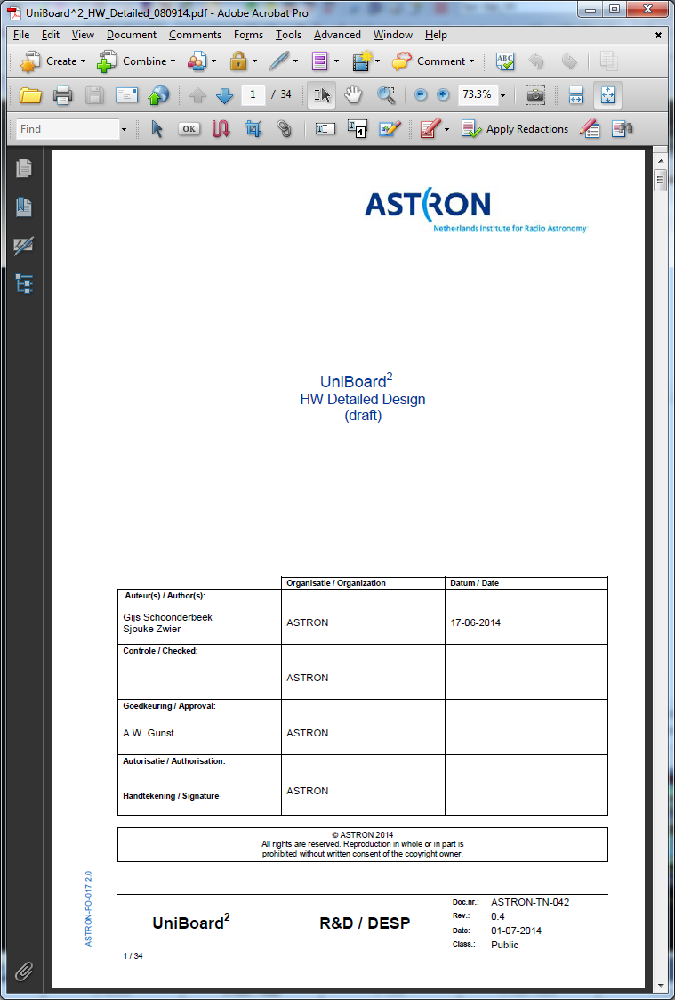 UniBoard^2_HW_Detailed_080914.pdf - Adobe Acrobat Pro
File Edit View Document Comments Forms Tools Advanced Window Help
Create Combine Comment ABC
1 / 34 73.3%
Find OK T 1 Apply Redactions
ASTRON
Netherlands Institute for Radio Astronomy
UniBoard²
HW Detailed Design
(draft)
Organisatie / Organization Datum / Date
Auteur(s) / Author(s):
Gijs Schoonderbeek
Sjouke Zwier
ASTRON 17-06-2014
Controle / Checked:
ASTRON
Goedkeuring / Approval:
A.W. Gunst ASTRON
Autorisatie / Authorisation:
Handtekening / Signature
ASTRON
© ASTRON 2014
All rights are reserved. Reproduction in whole or in part is
prohibited without written consent of the copyright owner.
ASTRON-FO-017 2.0
UniBoard² R&D / DESP
Doc.nr.: ASTRON-TN-042
Rev.: 0.4
Date: 01-07-2014
Class.: Public
1 / 34